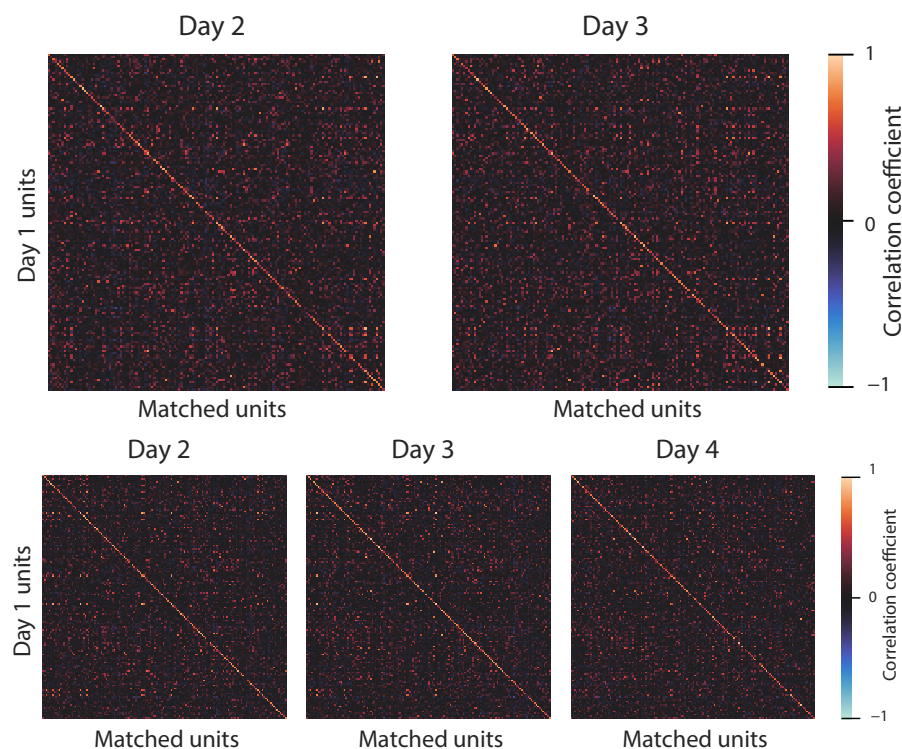 Day 2
Day 3
1
0
−1
Correlation coefficient
Day 1 units
Matched units
Matched units
Day 2
Day 3
Day 4
1
0
−1
Correlation coefficient
Day 1 units
Matched units
Matched units
Matched units